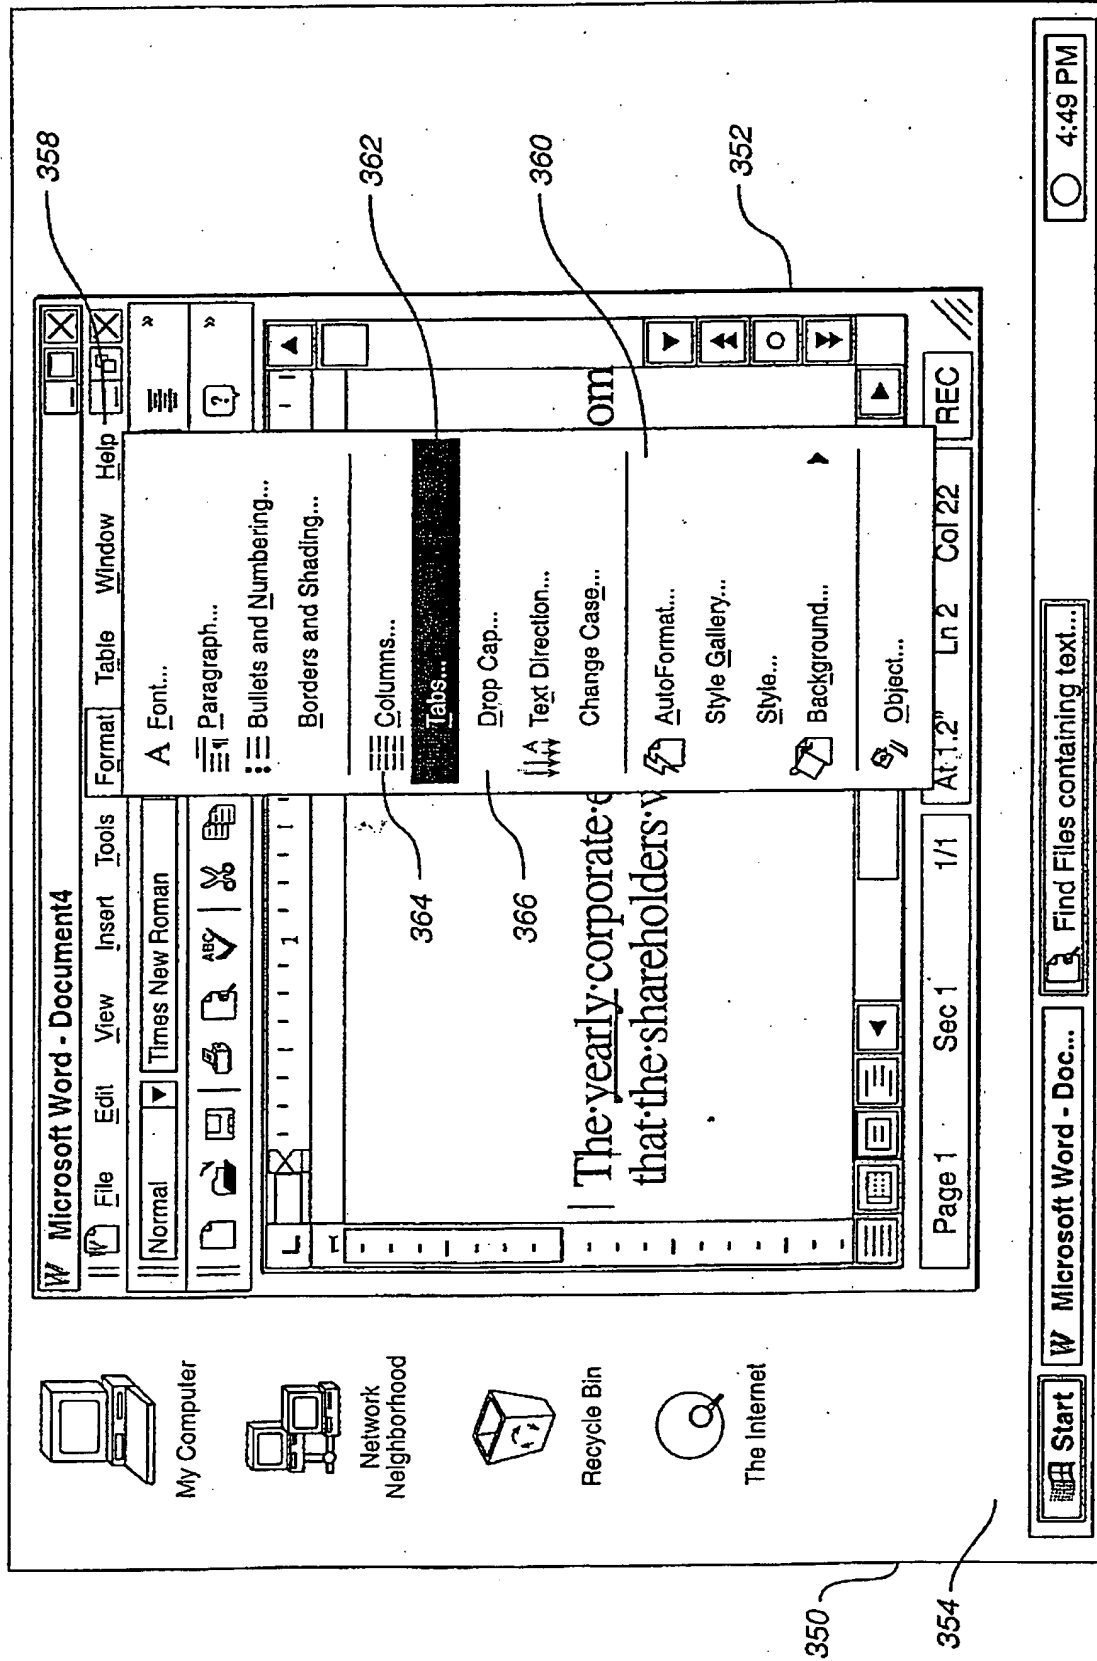 W Microsoft Word - Document4
File Edit View Insert Tools Format Table Window Help
Normal Times New Roman
ABC
?
1
A Font...
Paragraph...
Bullets and Numbering...
Borders and Shading...
Columns...
Tabs...
Drop Cap...
Text Direction...
Change Case...
AutoFormat...
Style Gallery...
Style...
Background...
Object...
The·yearly·corporate·e
om
that·the·shareholders·
Page 1 Sec 1 1/1 At 1.2" Ln 2 Col 22 REC
My Computer
Network
Neighborhood
Recycle Bin
The Internet
Start W Microsoft Word - Doc... Find Files containing text... 4:49 PM
350
354
364
366
358
362
360
352